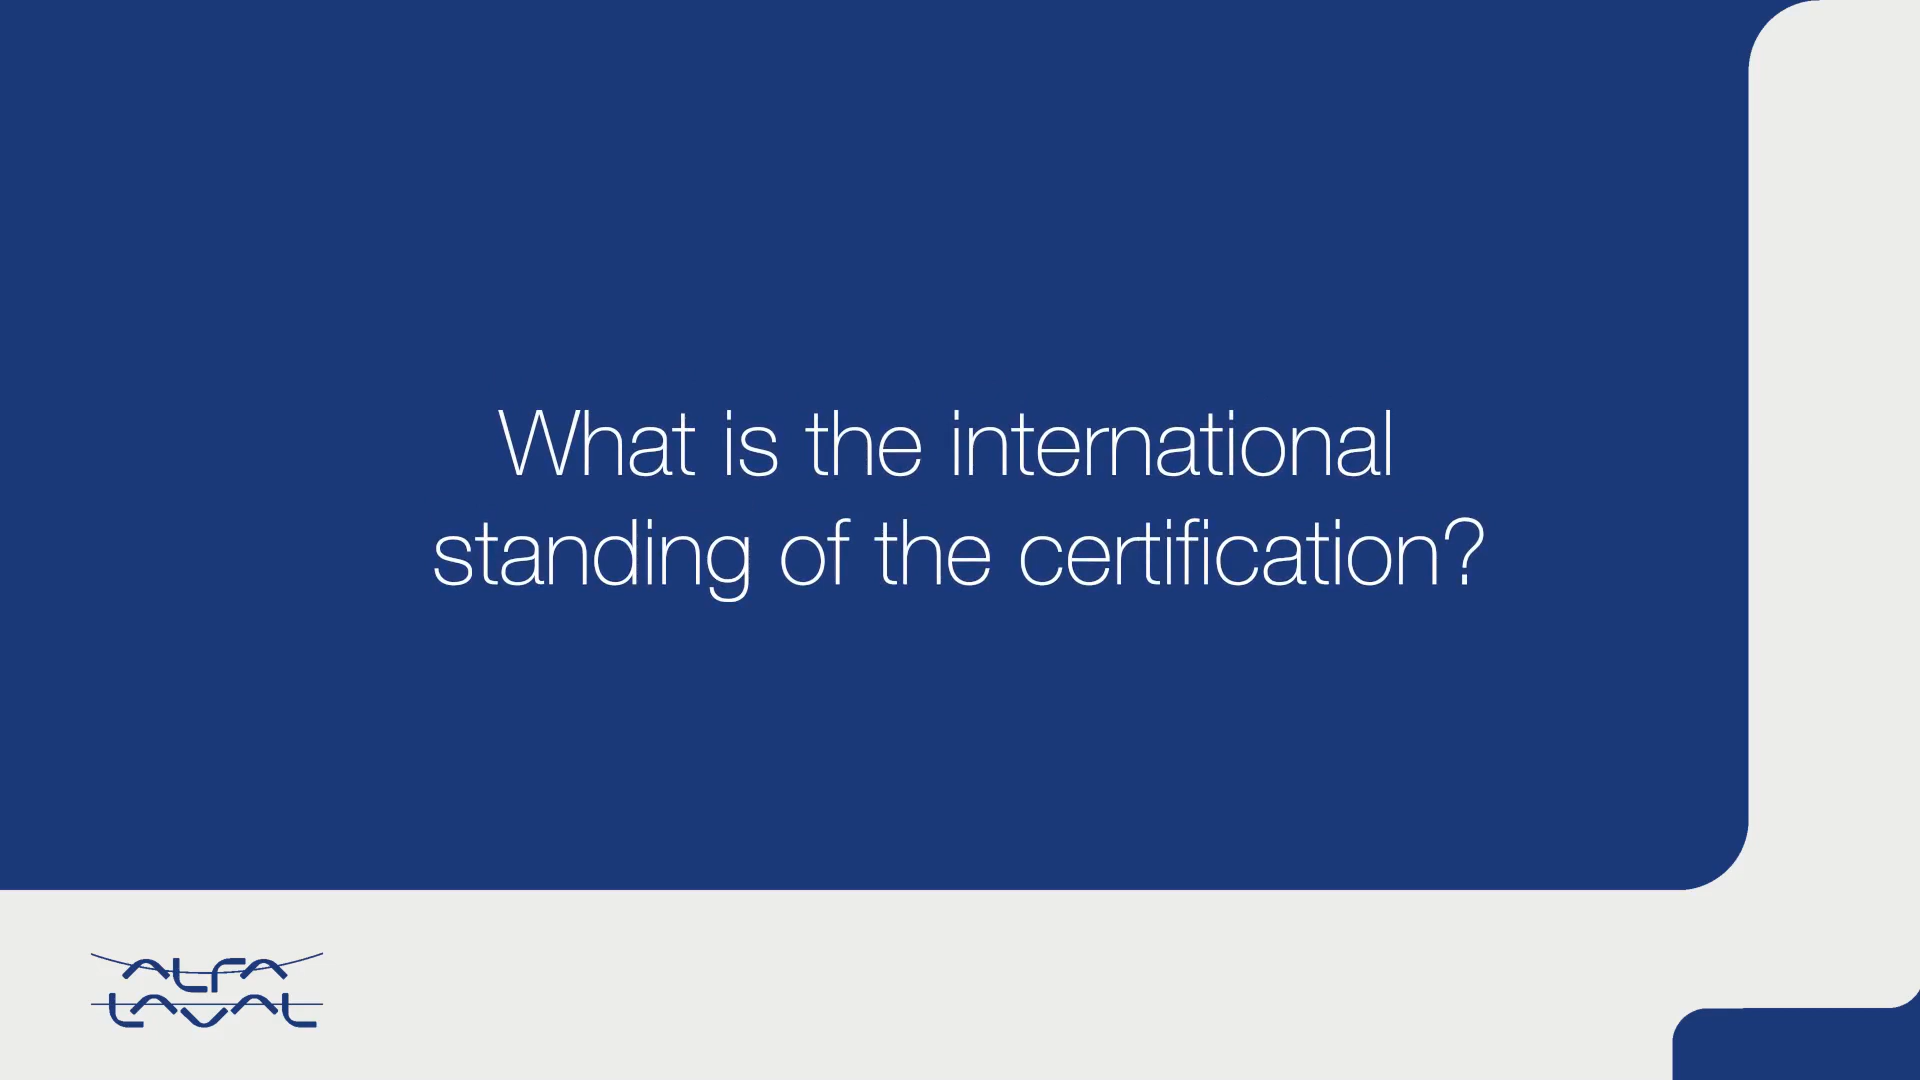 What is the international
standing of the certification?
ALFA
LAVAL